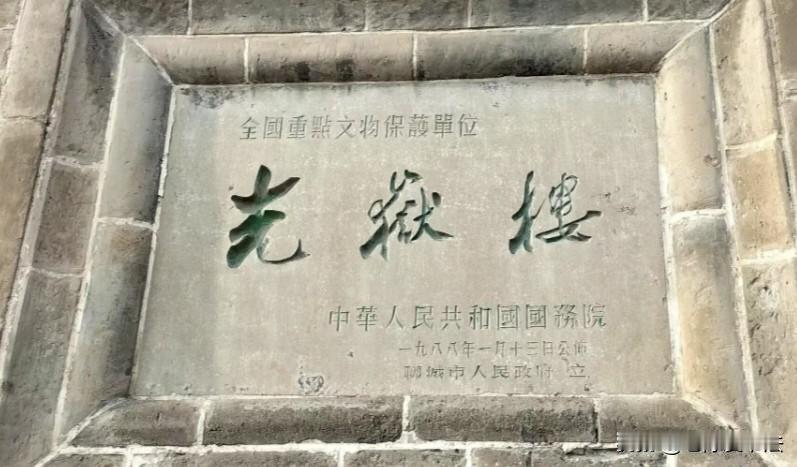 全國重點文物保護單位
光嶽樓
中華人民共和國國務院
一九八八年一月十三日公佈
聊城市人民政府 立